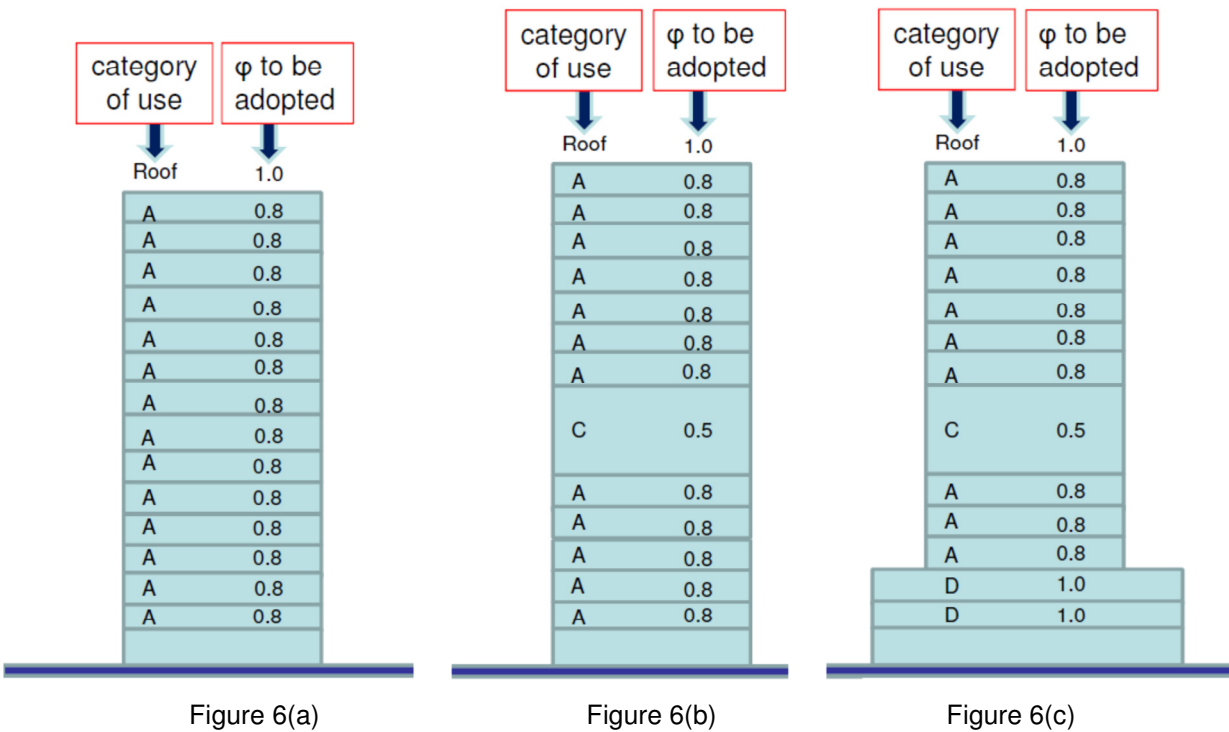 category of use
φ to be adopted
Roof 1.0
A 0.8
A 0.8
A 0.8
A 0.8
A 0.8
A 0.8
A 0.8
A 0.8
A 0.8
A 0.8
A 0.8
A 0.8
A 0.8
A 0.8
Figure 6(a)
category of use
φ to be adopted
Roof 1.0
A 0.8
A 0.8
A 0.8
A 0.8
A 0.8
A 0.8
A 0.8
C 0.5
A 0.8
A 0.8
A 0.8
A 0.8
A 0.8
Figure 6(b)
category of use
φ to be adopted
Roof 1.0
A 0.8
A 0.8
A 0.8
A 0.8
A 0.8
A 0.8
A 0.8
C 0.5
A 0.8
A 0.8
A 0.8
D 1.0
D 1.0
Figure 6(c)